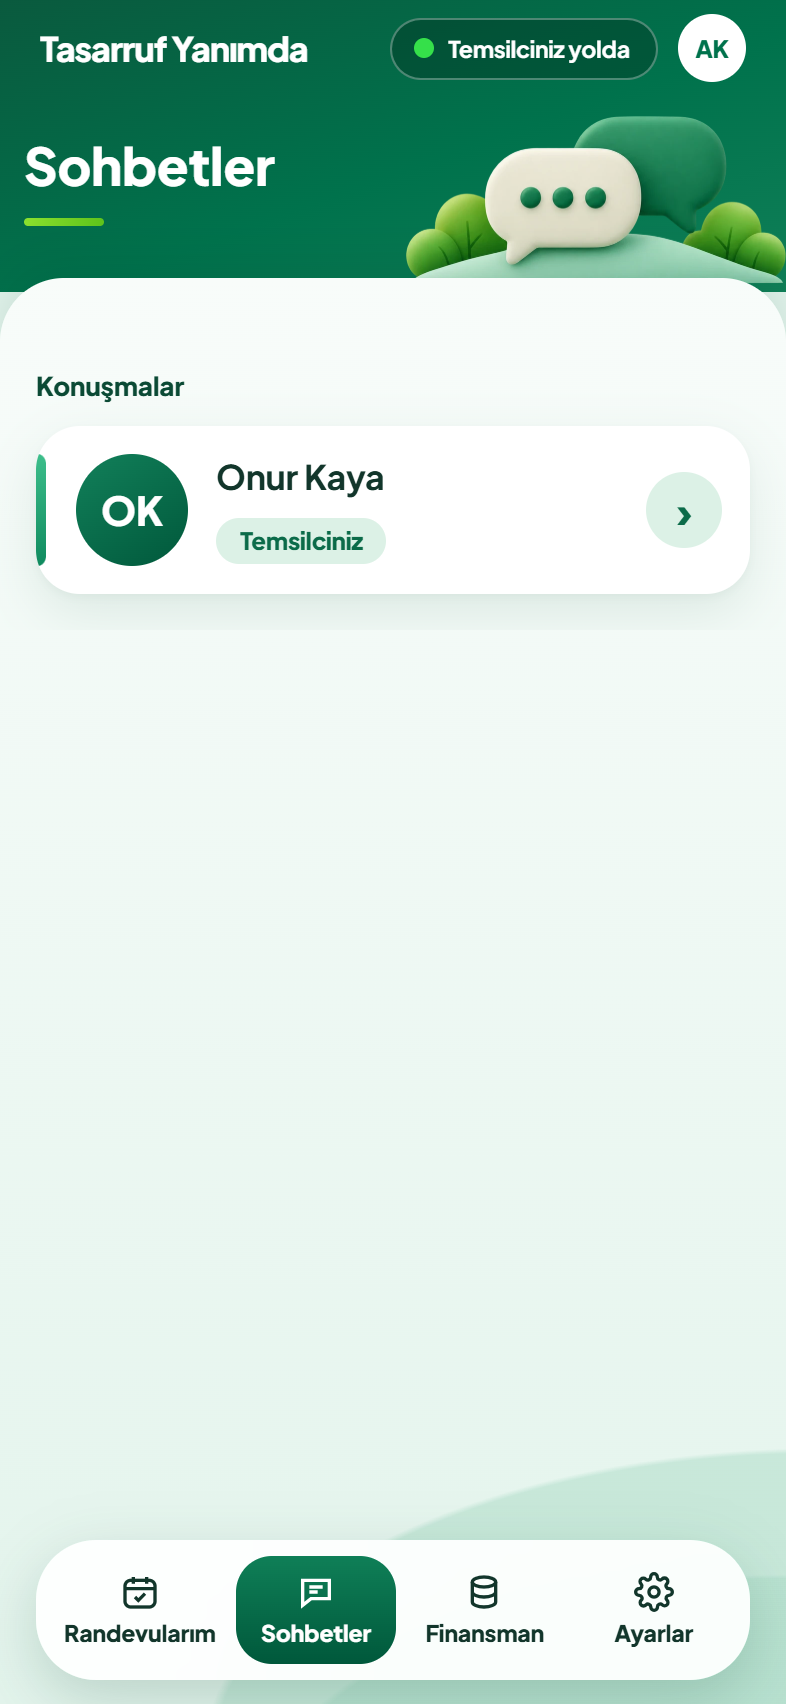 Tasarruf Yanımda
Temsilciniz yolda
AK
Sohbetler
Konuşmalar
OK
Onur Kaya
Temsilciniz
›
Randevularım
Sohbetler
Finansman
Ayarlar